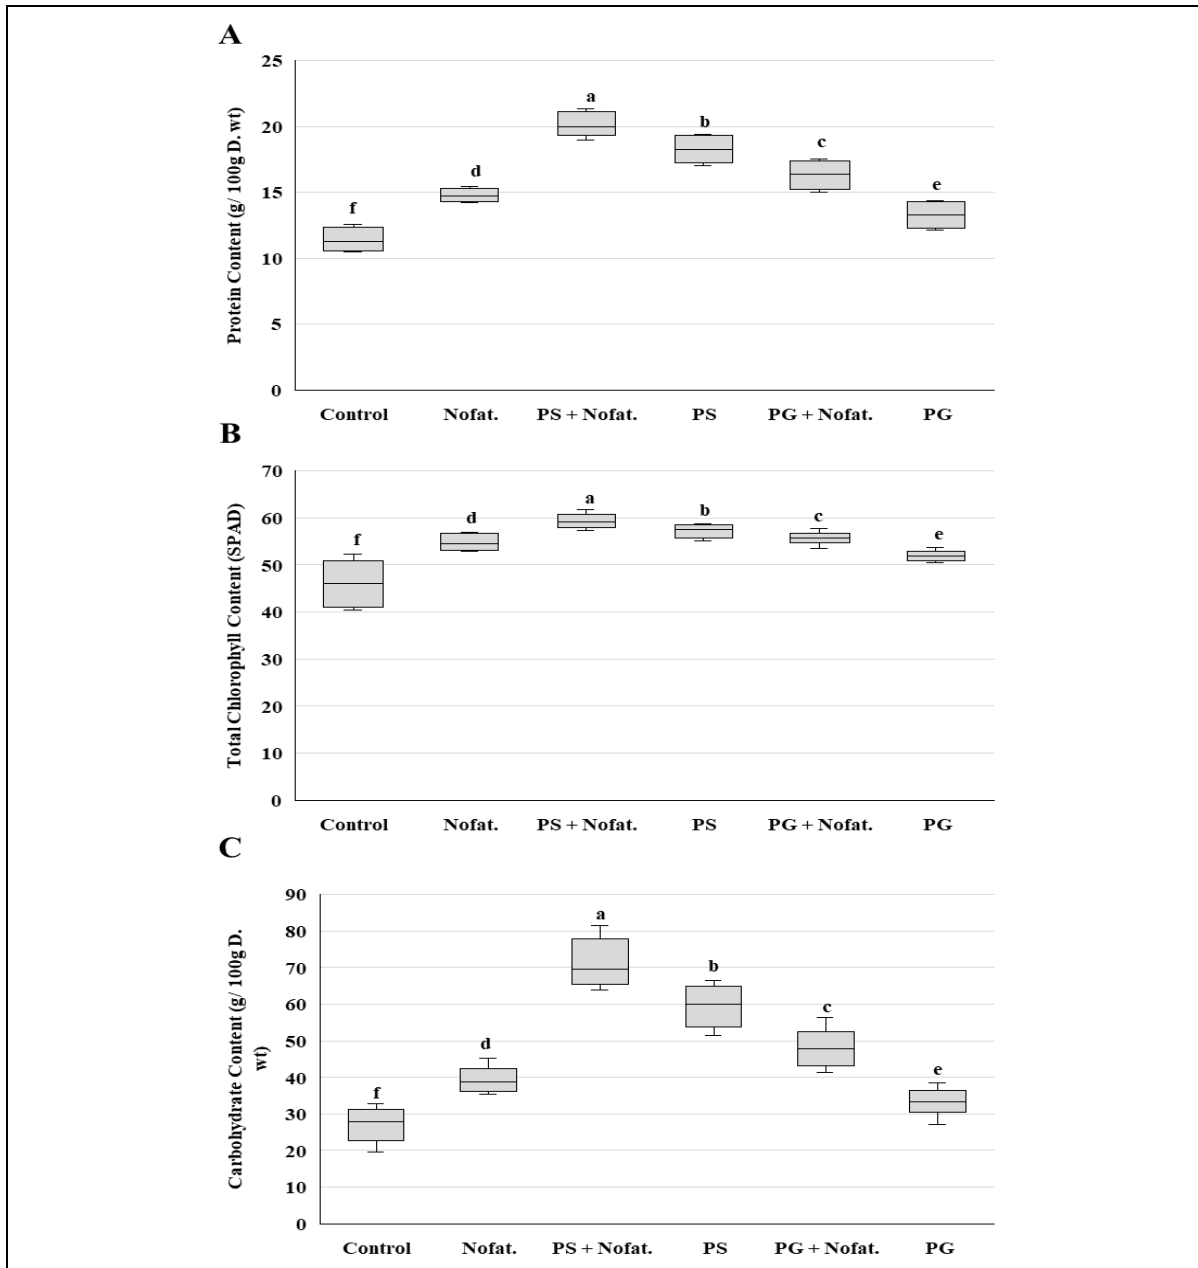 A
Protein Content (g/ 100g D. wt)
25
20
15
10
5
0
f
d
a
b
c
e
Control Nofat. PS + Nofat. PS PG + Nofat. PG
B
Total Chlorophyll Content (SPAD)
70
60
50
40
30
20
10
0
f
d
a
b
c
e
Control Nofat. PS + Nofat. PS PG + Nofat. PG
C
Carbohydrate Content (g/ 100g D.
wt)
90
80
70
60
50
40
30
20
10
0
f
d
a
b
c
e
Control Nofat. PS + Nofat. PS PG + Nofat. PG